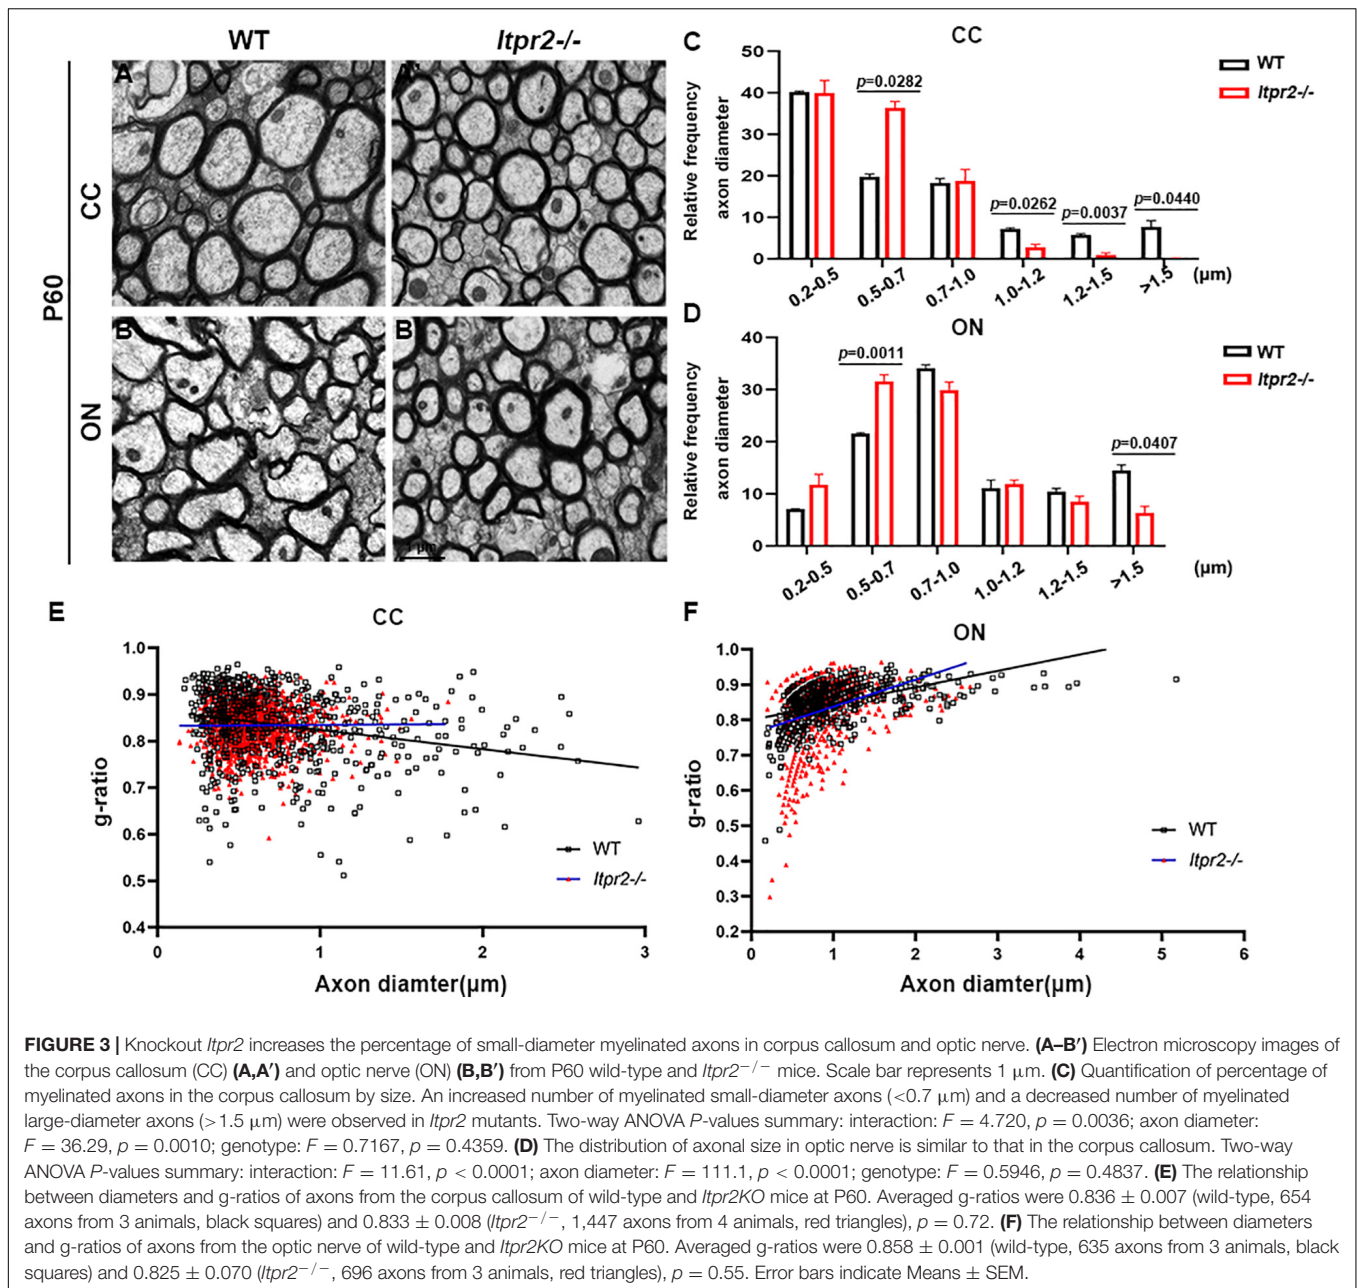 WT
Itpr2-/-
P60
CC
ON
A
A'
B
B'
1 μm
C
CC
Relative frequency
axon diameter
50
40
30
20
10
0
p=0.0282
p=0.0262
p=0.0037
p=0.0440
WT
Itpr2-/-
0.2-0.5
0.5-0.7
0.7-1.0
1.0-1.2
1.2-1.5
>1.5
(μm)
D
ON
Relative frequency
axon diameter
40
30
20
10
0
p=0.0011
p=0.0407
WT
Itpr2-/-
0.2-0.5
0.5-0.7
0.7-1.0
1.0-1.2
1.2-1.5
>1.5
(μm)
E
CC
g-ratio
1.0
0.9
0.8
0.7
0.6
0.5
0.4
WT
Itpr2-/-
0
1
2
3
Axon diamter(μm)
F
ON
g-ratio
1.0
0.9
0.8
0.7
0.6
0.5
0.4
0.3
0.2
WT
Itpr2-/-
0
1
2
3
4
5
6
Axon diamter(μm)
FIGURE 3 | Knockout Itpr2 increases the percentage of small-diameter myelinated axons in corpus callosum and optic nerve. (A–B′) Electron microscopy images of
the corpus callosum (CC) (A,A′) and optic nerve (ON) (B,B′) from P60 wild-type and Itpr2−/− mice. Scale bar represents 1 μm. (C) Quantification of percentage of
myelinated axons in the corpus callosum by size. An increased number of myelinated small-diameter axons (<0.7 μm) and a decreased number of myelinated
large-diameter axons (>1.5 μm) were observed in Itpr2 mutants. Two-way ANOVA P-values summary: interaction: F = 4.720, p = 0.0036; axon diameter:
F = 36.29, p = 0.0010; genotype: F = 0.7167, p = 0.4359. (D) The distribution of axonal size in optic nerve is similar to that in the corpus callosum. Two-way
ANOVA P-values summary: interaction: F = 11.61, p < 0.0001; axon diameter: F = 111.1, p < 0.0001; genotype: F = 0.5946, p = 0.4837. (E) The relationship
between diameters and g-ratios of axons from the corpus callosum of wild-type and Itpr2KO mice at P60. Averaged g-ratios were 0.836 ± 0.007 (wild-type, 654
axons from 3 animals, black squares) and 0.833 ± 0.008 (Itpr2−/−, 1,447 axons from 4 animals, red triangles), p = 0.72. (F) The relationship between diameters
and g-ratios of axons from the optic nerve of wild-type and Itpr2KO mice at P60. Averaged g-ratios were 0.858 ± 0.001 (wild-type, 635 axons from 3 animals, black
squares) and 0.825 ± 0.070 (Itpr2−/−, 696 axons from 3 animals, red triangles), p = 0.55. Error bars indicate Means ± SEM.